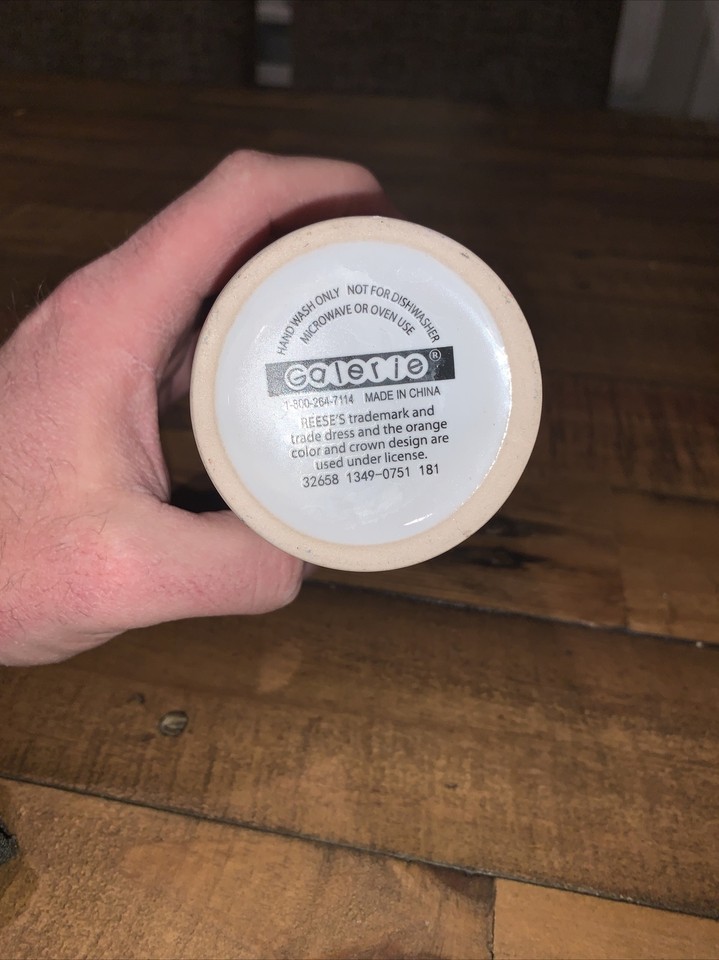 HAND WASH ONLY NOT FOR DISHWASHER
MICROWAVE OR OVEN USE
Galerie®
1-800-264-7114 MADE IN CHINA
REESE'S trademark and
trade dress and the orange
color and crown design are
used under license.
32658 1349-0751 181